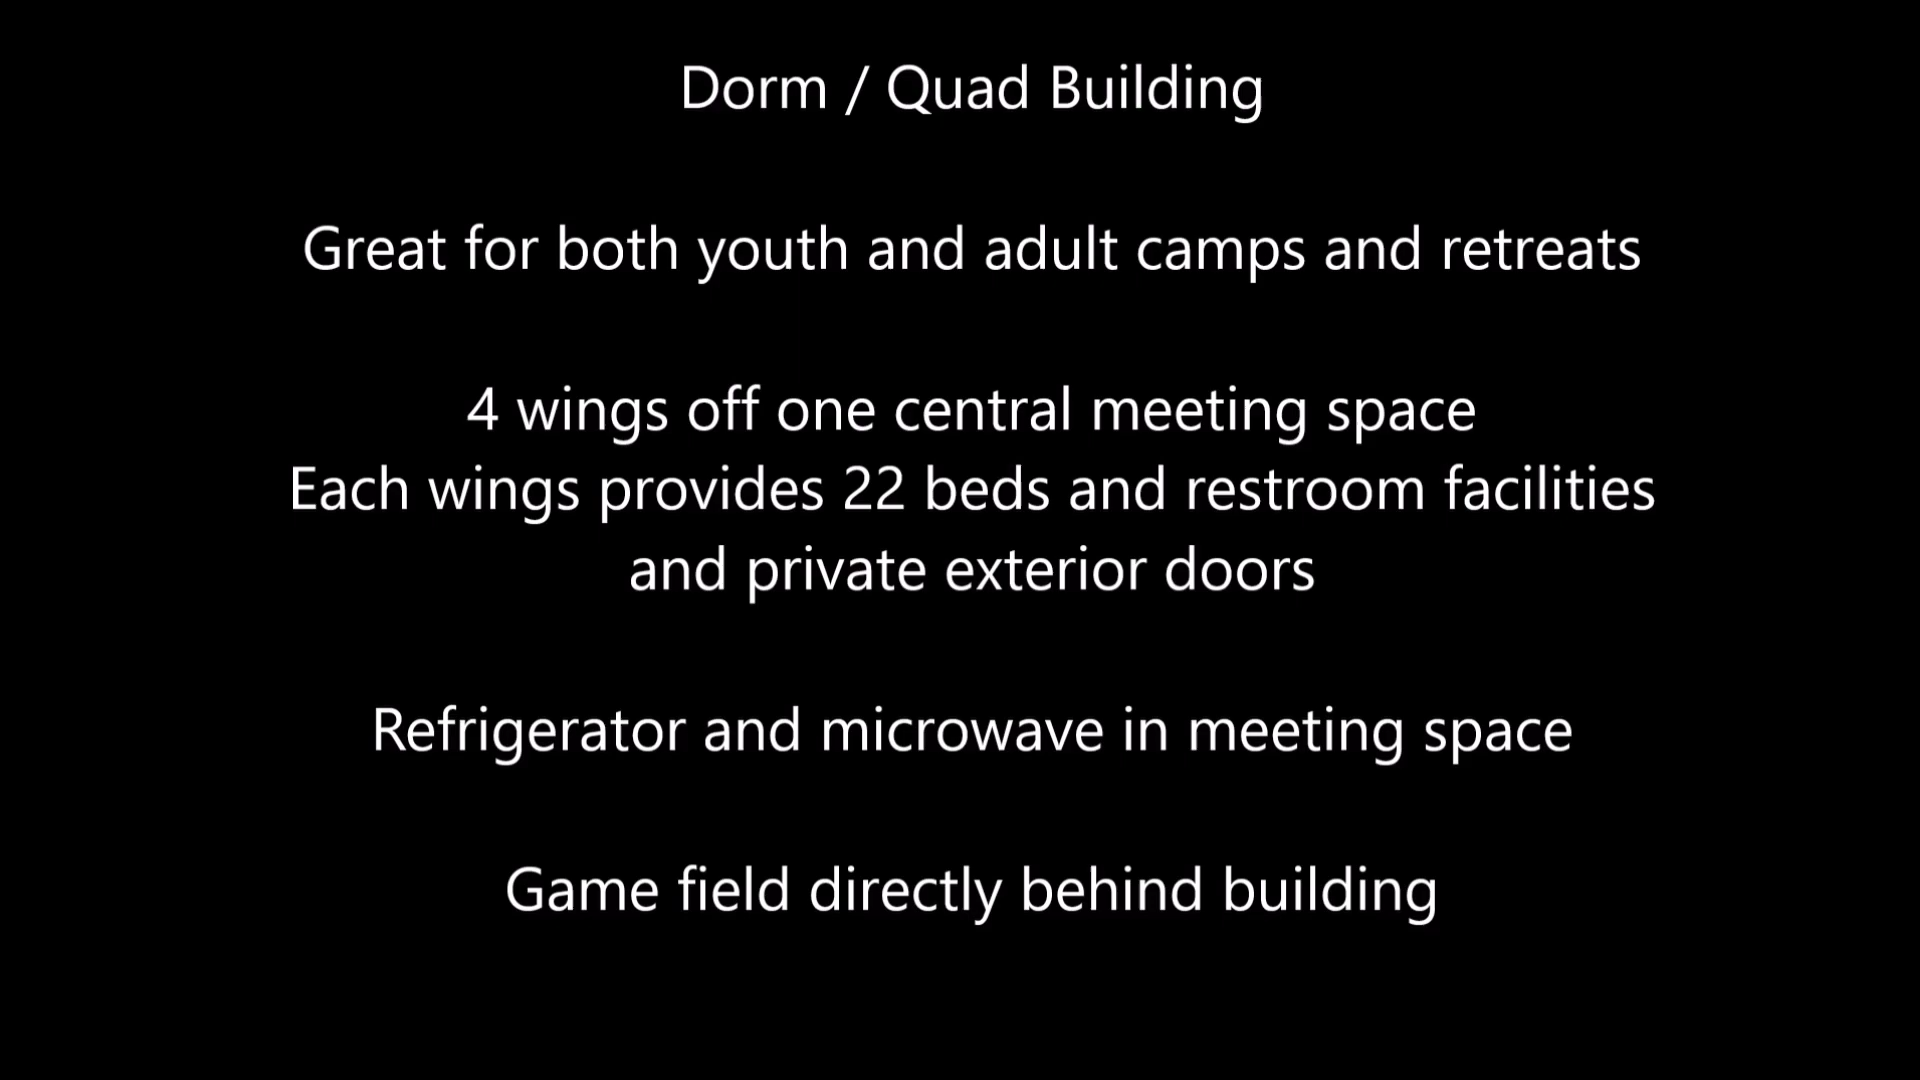 Dorm / Quad Building
Great for both youth and adult camps and retreats
4 wings off one central meeting space
Each wings provides 22 beds and restroom facilities
and private exterior doors
Refrigerator and microwave in meeting space
Game field directly behind building